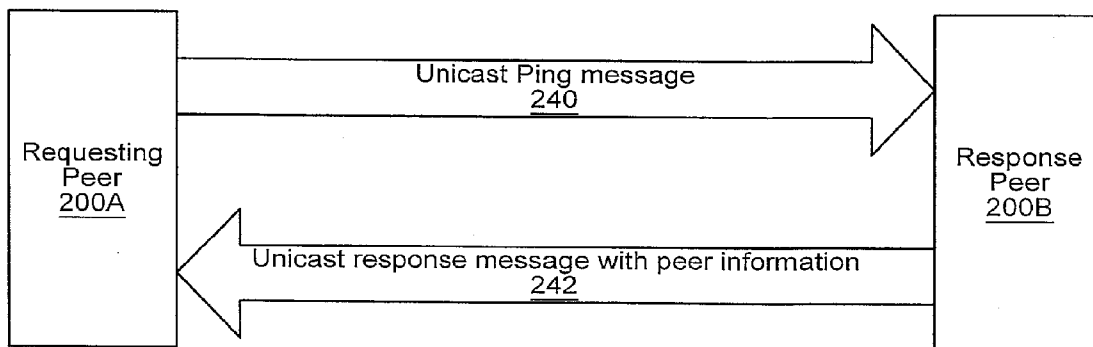 Requesting
Peer
200A
Unicast Ping message
240
Unicast response message with peer information
242
Response
Peer
200B